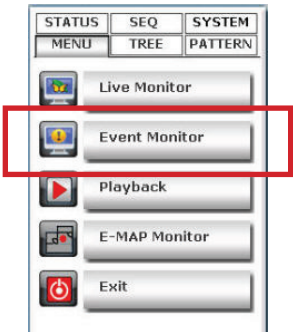 STATUS SEQ SYSTEM
MENU TREE PATTERN
Live Monitor
Event Monitor
Playback
E-MAP Monitor
Exit